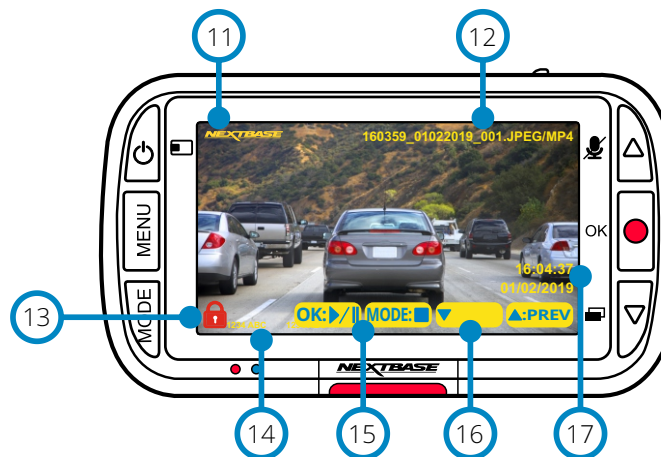 11
12
NEXTBASE
160359_01022019_001.JPEG/MP4
MENU
OK
16:04:37
01/02/2019
MODE
13
OK:▶/⏸
MODE:■
▼
▲:PREV
NEXTBASE
14
15
16
17